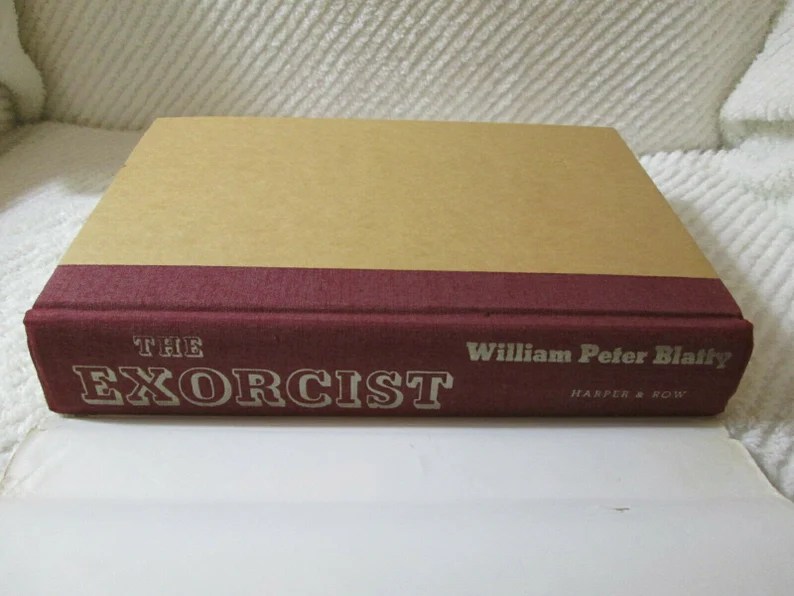 THE
EXORCIST
William Peter Blatty
HARPER & ROW